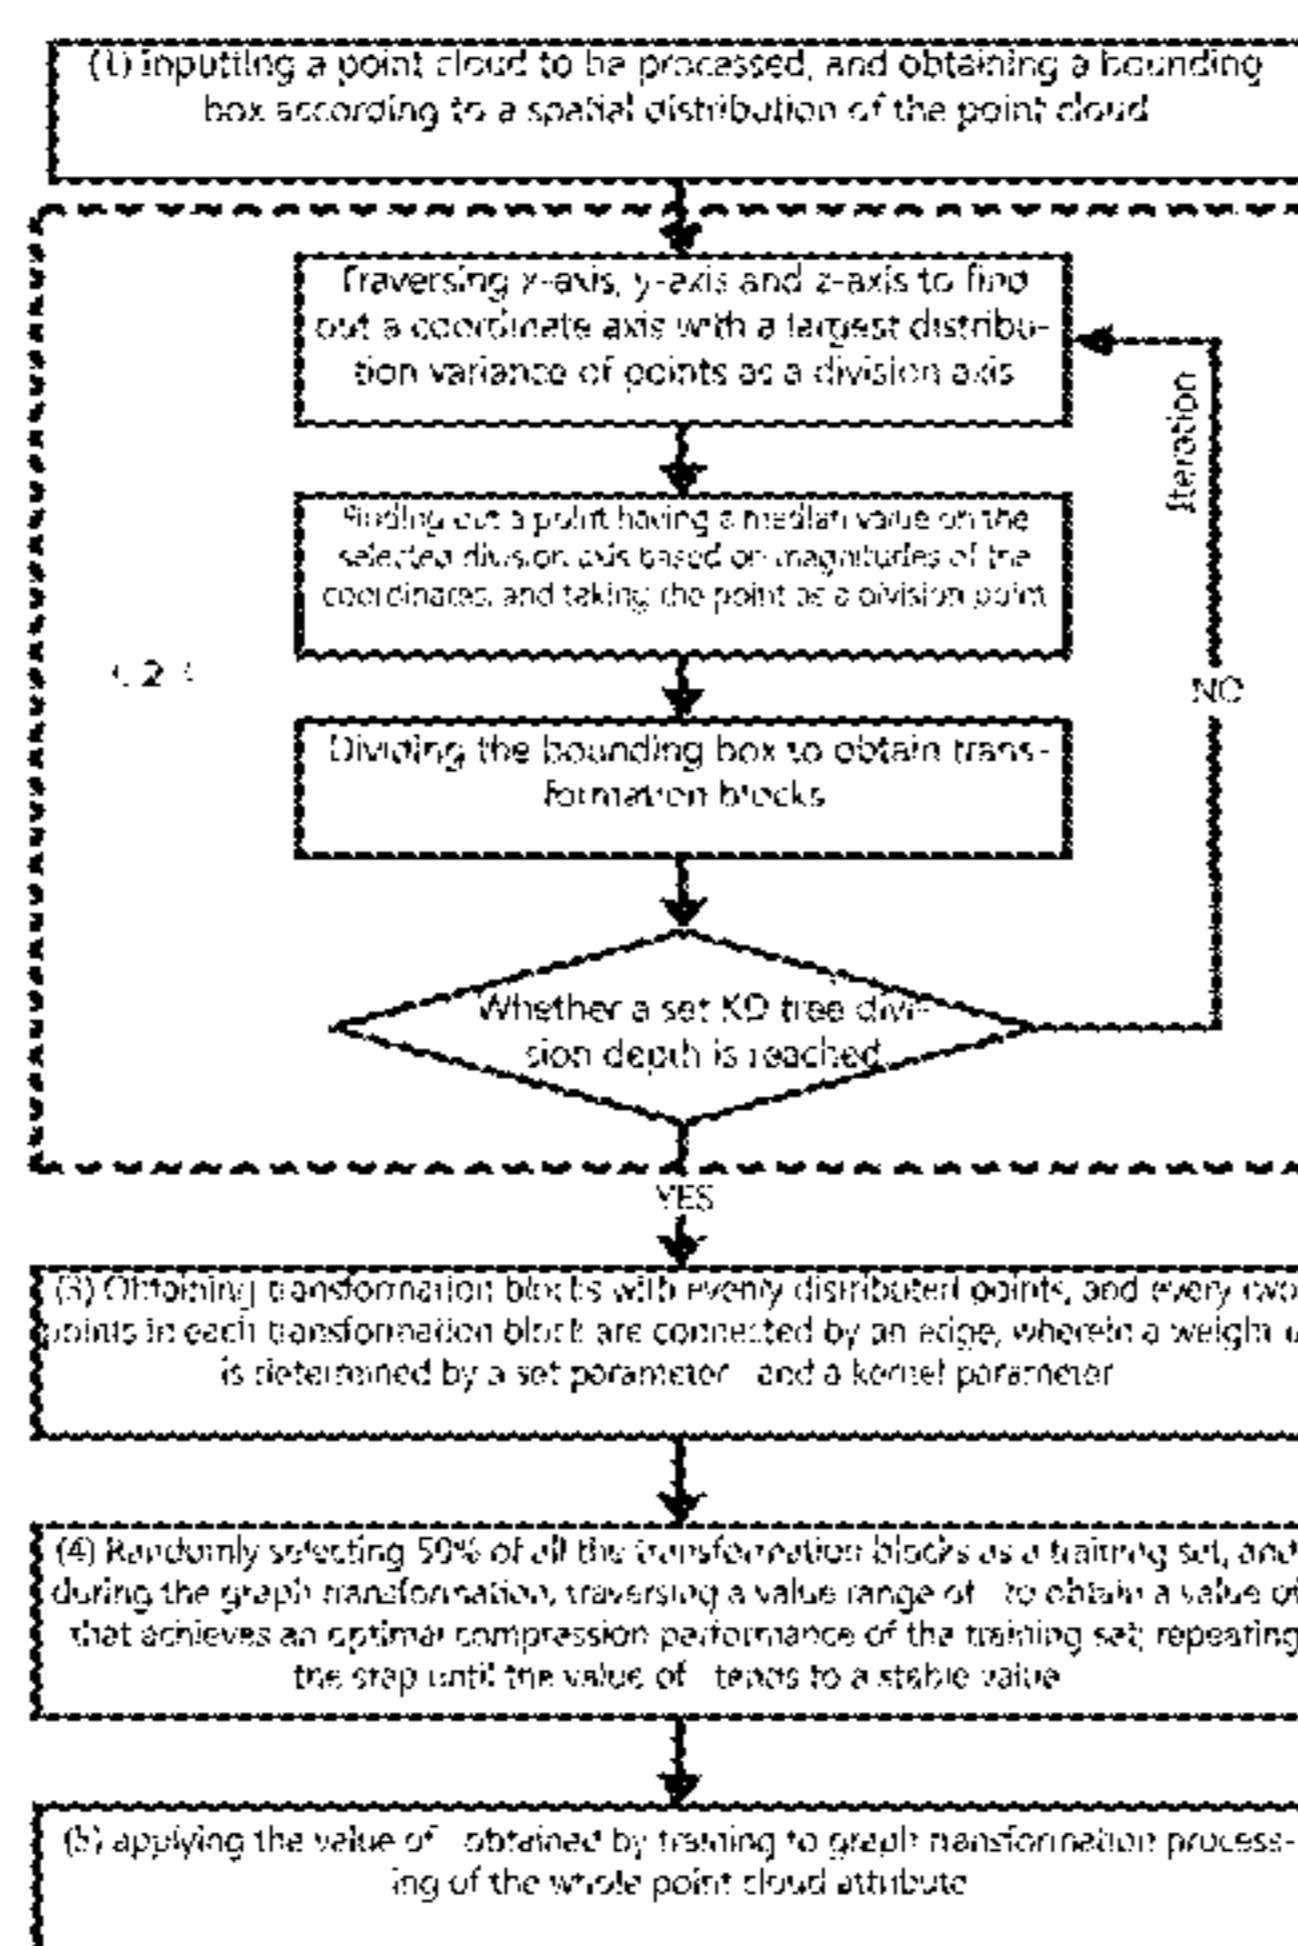 (1) Inputting a point cloud to be processed, and obtaining a bounding
box according to a spatial distribution of the point cloud
Traversing x-axis, y-axis and z-axis to find
out a coordinate axis with a largest distribu-
tion variance of points as a division axis
Iteration
Finding out a point having a median value on the
selected division axis based on magnitudes of the
coordinates, and taking the point as a division point
(2)
NO
Dividing the bounding box to obtain trans-
formation blocks
Whether a set KD tree divi-
sion depth is reached
YES
(3) Obtaining transformation blocks with evenly distributed points, and every two
points in each transformation block are connected by an edge, wherein a weight
is determined by a set parameter and a kernel parameter
(4) Randomly selecting 50% of all the transformation blocks as a training set, and
during the graph transformation, traversing a value range of to obtain a value of
that achieves an optimal compression performance of the training set; repeating
the step until the value of tends to a stable value
(5) applying the value of obtained by training to graph transformation process-
ing of the whole point cloud attribute